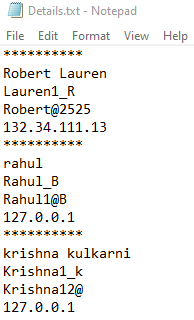 Details.txt - Notepad
File Edit Format View Help
**********
Robert Lauren
Lauren1_R
Robert@2525
132.34.111.13
**********
rahul
Rahul_B
Rahul1@B
127.0.0.1
**********
krishna kulkarni
Krishna1_k
Krishna12@
127.0.0.1